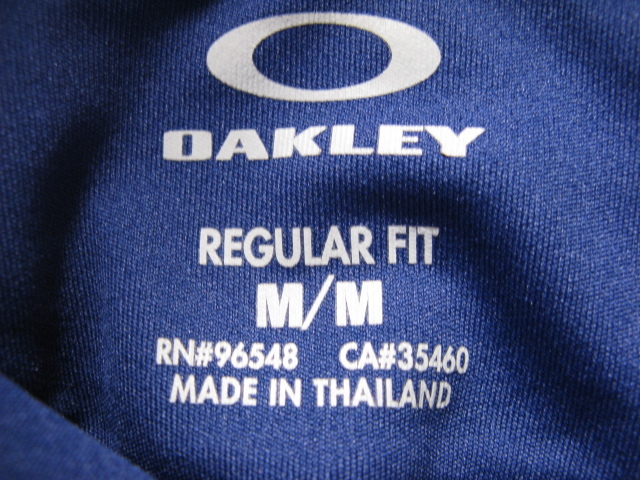 OAKLEY
REGULAR FIT
M/M
RN#96548 CA#35460
MADE IN THAILAND